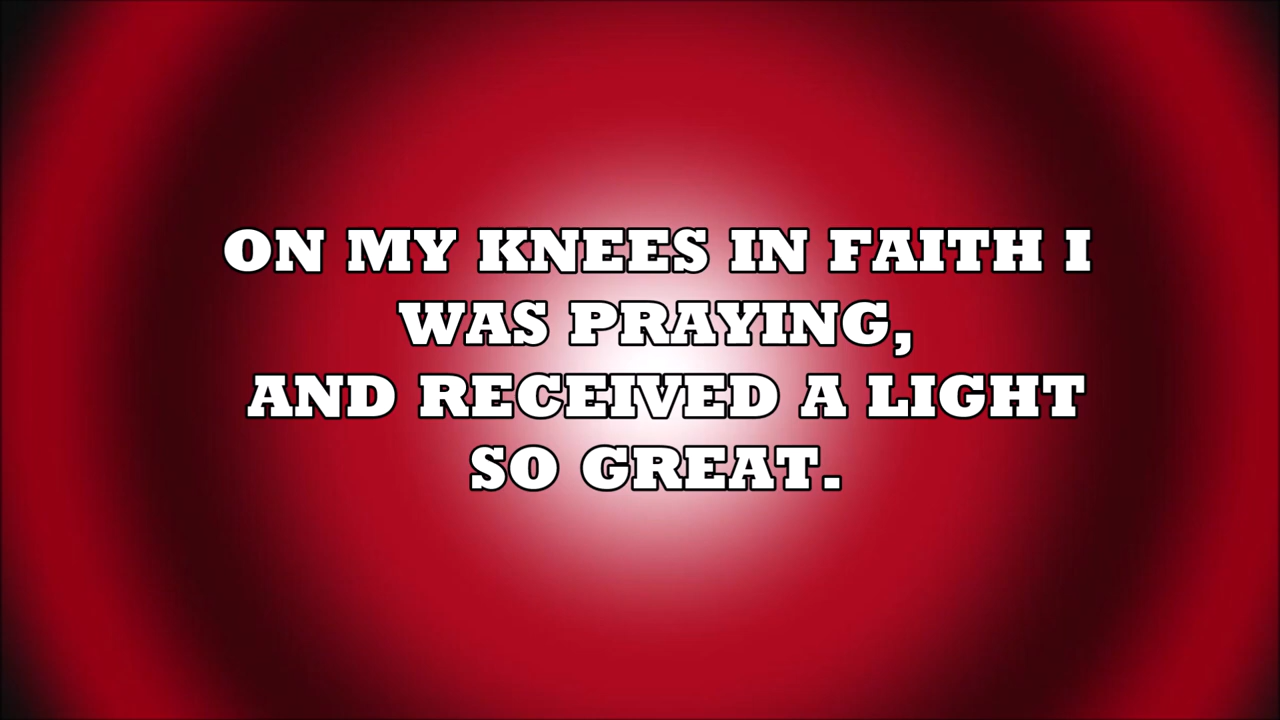 ON MY KNEES IN FAITH I
WAS PRAYING,
AND RECEIVED A LIGHT
SO GREAT.